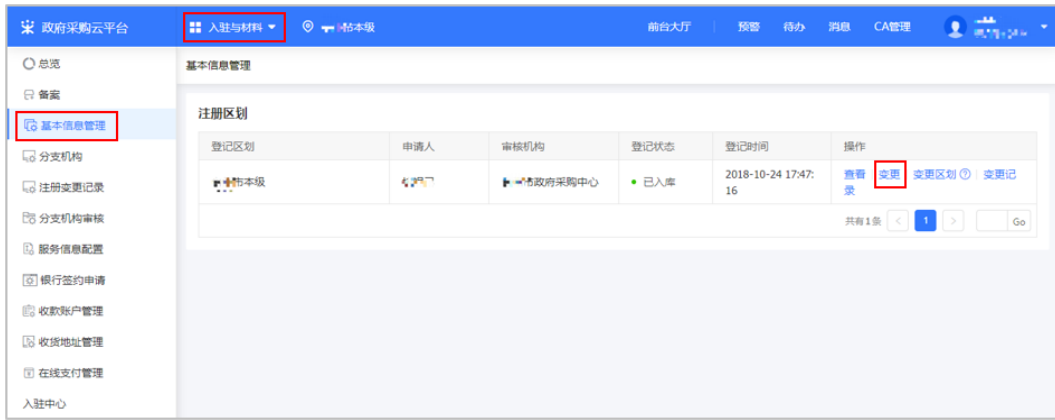 政府采购云平台
入驻与材料
市本级
前台大厅
预警
待办
消息
CA管理
总览
备案
基本信息管理
分支机构
注册变更记录
分支机构审核
服务信息配置
银行签约申请
收款账户管理
收货地址管理
在线支付管理
入驻中心
基本信息管理
注册区划
登记区划 申请人 审核机构 登记状态 登记时间 操作
市本级 市政府采购中心 已入库 2018-10-24 17:47: 查看 变更 变更区划 变更记
16 录
共有1条 < 1 > Go